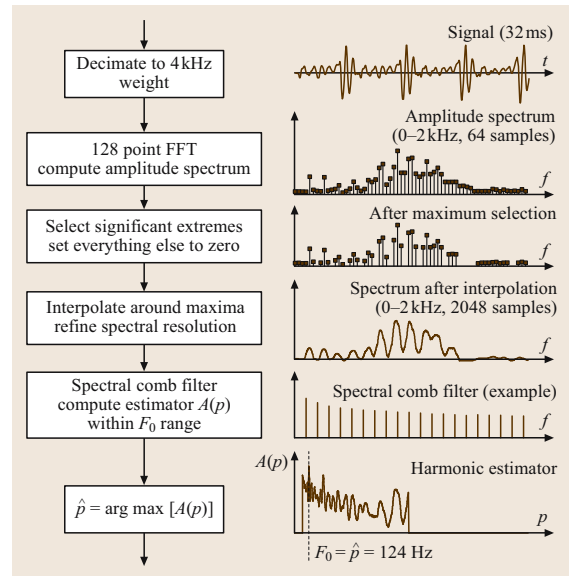 Decimate to 4 kHz
weight
128 point FFT
compute amplitude spectrum
Select significant extremes
set everything else to zero
Interpolate around maxima
refine spectral resolution
Spectral comb filter
compute estimator A(p)
within F₀ range
p̂ = arg max [A(p)]
Signal (32 ms)
t
Amplitude spectrum
(0–2 kHz, 64 samples)
f
After maximum selection
f
Spectrum after interpolation
(0–2 kHz, 2048 samples)
f
Spectral comb filter (example)
f
A(p)
Harmonic estimator
p
F₀ = p̂ = 124 Hz